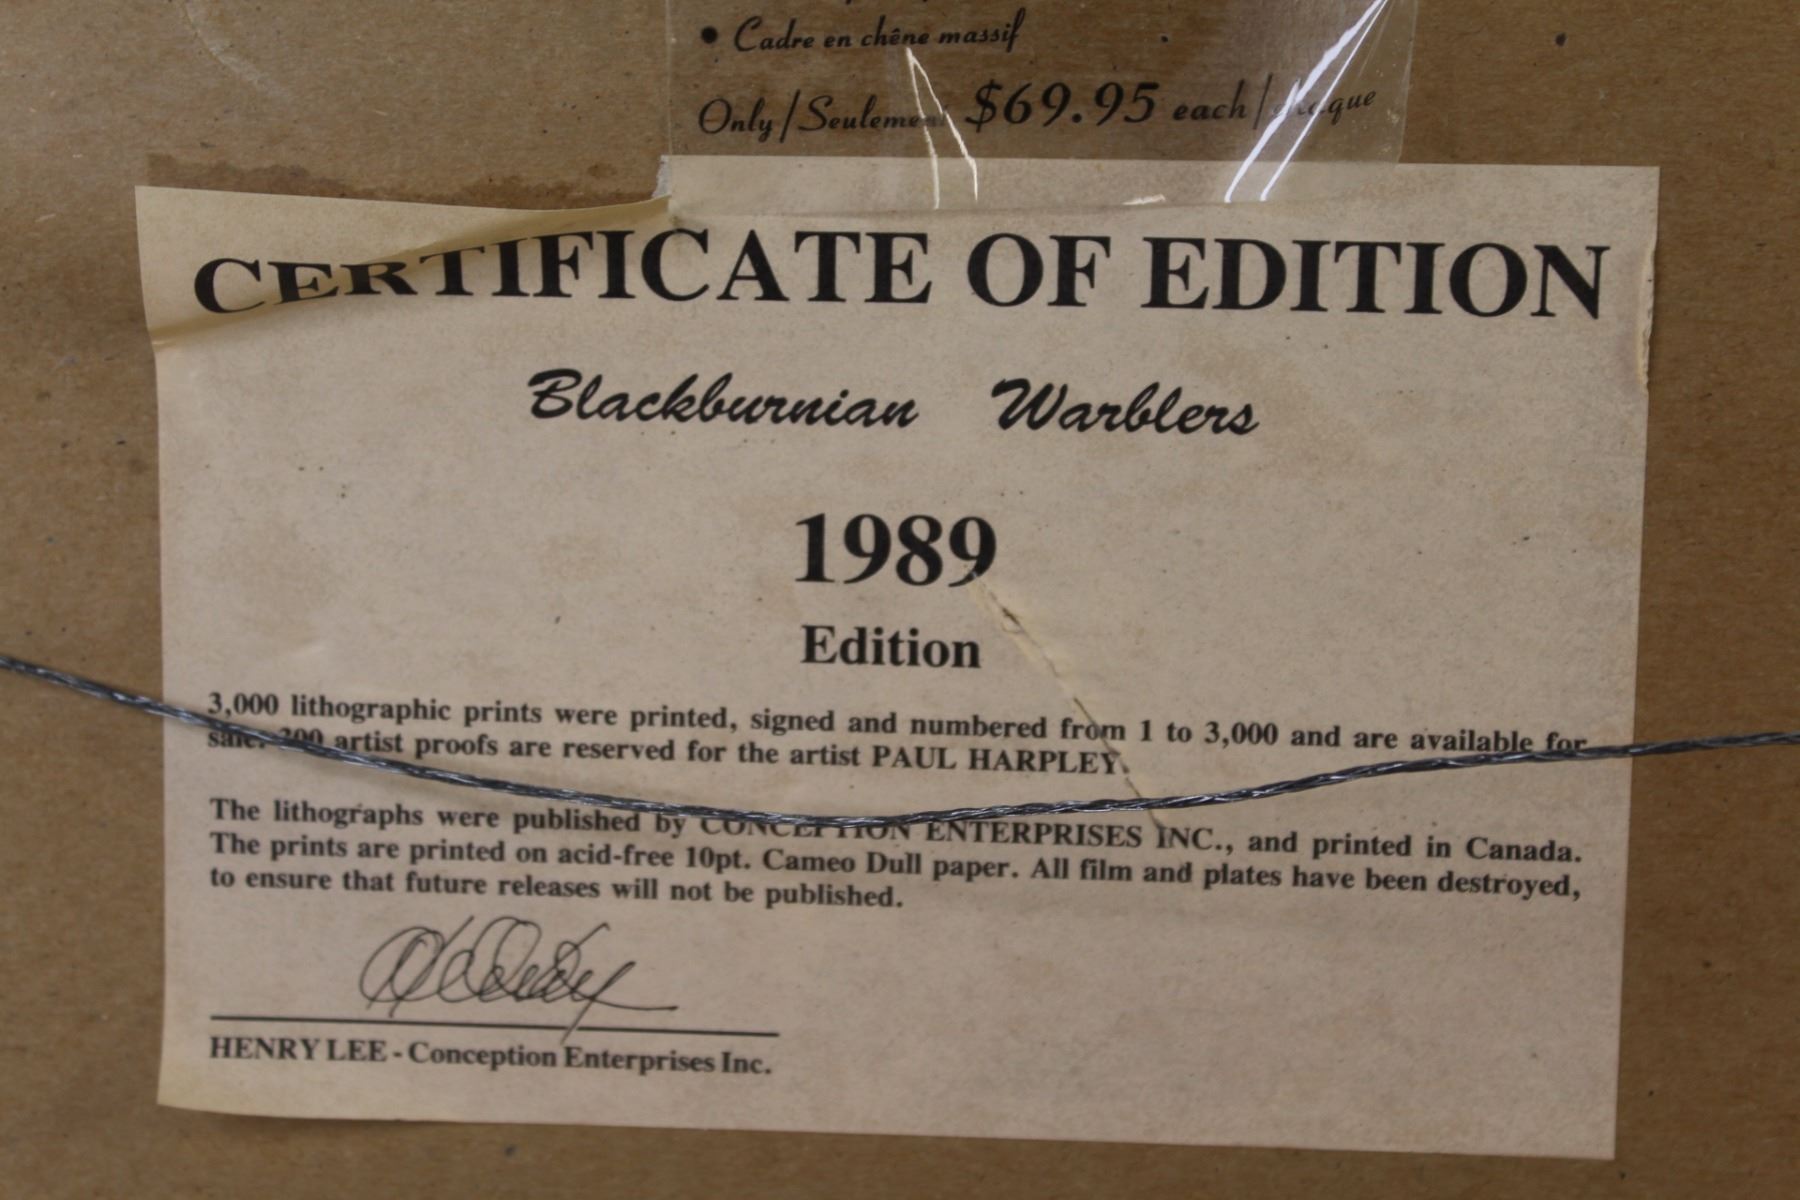 • Cadre en chêne massif
Only/Seulement $69.95 each/chaque
CERTIFICATE OF EDITION
Blackburnian Warblers
1989
Edition
3,000 lithographic prints were printed, signed and numbered from 1 to 3,000 and are available for
sale. 300 artist proofs are reserved for the artist PAUL HARPLEY.
The lithographs were published by CONCEPTION ENTERPRISES INC., and printed in Canada.
The prints are printed on acid-free 10pt. Cameo Dull paper. All film and plates have been destroyed,
to ensure that future releases will not be published.
HENRY LEE - Conception Enterprises Inc.